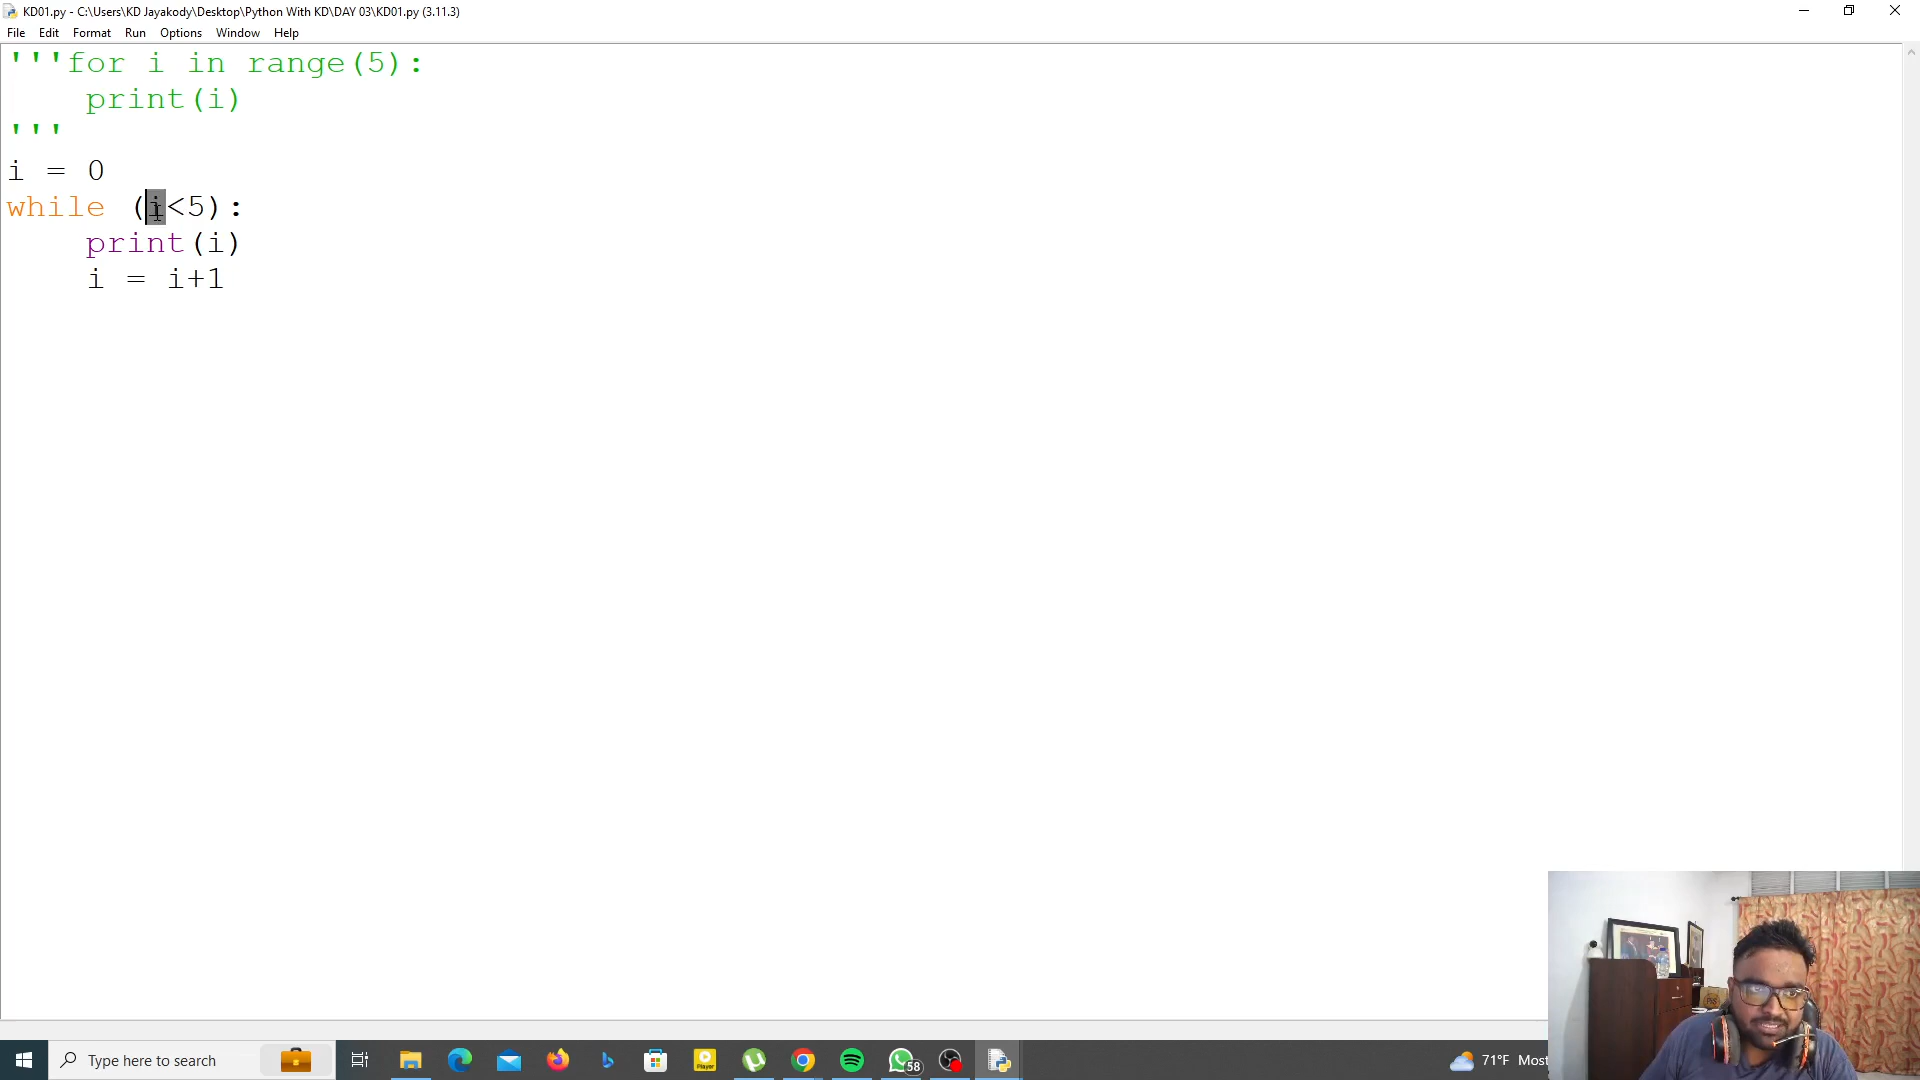 KD01.py - C:\Users\KD Jayakody\Desktop\Python With KD\DAY 03\KD01.py (3.11.3)
File Edit Format Run Options Window Help
'''for i in range(5):
    print(i)
'''
i = 0
while (i<5):
    print(i)
    i = i+1
Type here to search
Player
58
71°F Most